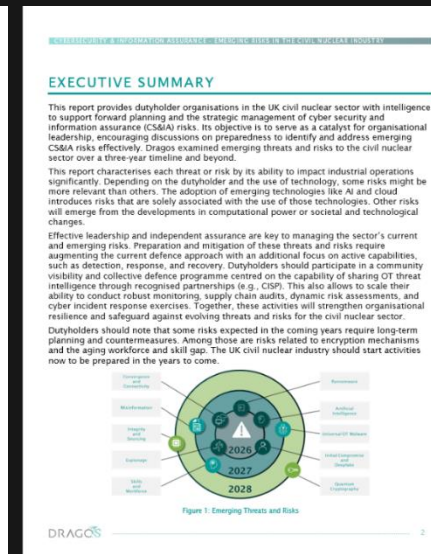 CYBERSECURITY & INFORMATION ASSURANCE - EMERGING RISKS IN THE CIVIL NUCLEAR INDUSTRY
EXECUTIVE SUMMARY
This report provides dutyholder organisations in the UK civil nuclear sector with intelligence
to support forward planning and the strategic management of cyber security and
information assurance (CS&IA) risks. Its objective is to serve as a catalyst for organisational
leadership, encouraging discussions on preparedness to identify and address emerging
CS&IA risks effectively. Dragos examined emerging threats and risks to the civil nuclear
sector over a three-year timeline and beyond.
This report characterises each threat or risk by its ability to impact industrial operations
significantly. Depending on the dutyholder and the use of technology, some risks might be
more relevant than others. The adoption of emerging technologies like AI and cloud
introduces risks that are solely associated with the use of those technologies. Other risks
will emerge from the developments in computational power or societal and technological
changes.
Effective leadership and independent assurance are key to managing the sector's current
and emerging risks. Preparation and mitigation of these threats and risks require
augmenting the current defence approach with an additional focus on active capabilities,
such as detection, response, and recovery. Dutyholders should participate in a community
visibility and collective defence programme centred on the capability of sharing OT threat
intelligence through recognised partnerships (e.g., CISP). This also allows to scale their
ability to conduct robust monitoring, supply chain audits, dynamic risk assessments, and
cyber incident response exercises. Together, these activities will strengthen organisational
resilience and safeguard against evolving threats and risks for the civil nuclear sector.
Dutyholders should note that some risks expected in the coming years require long-term
planning and countermeasures. Among those are risks related to encryption mechanisms
and the aging workforce and skill gap. The UK civil nuclear industry should start activities
now to be prepared in the years to come.
Convergence
and
Connectivity
Misinformation
Integrity
and
Sourcing
Espionage
Skills
and
Workforce
2026
2027
2028
Ransomware
Artificial
Intelligence
Universal IIoT Network
Initial Compromise
and
Quantum
Cryptography
Figure 1: Emerging Threats and Risks
DRAGOS
2